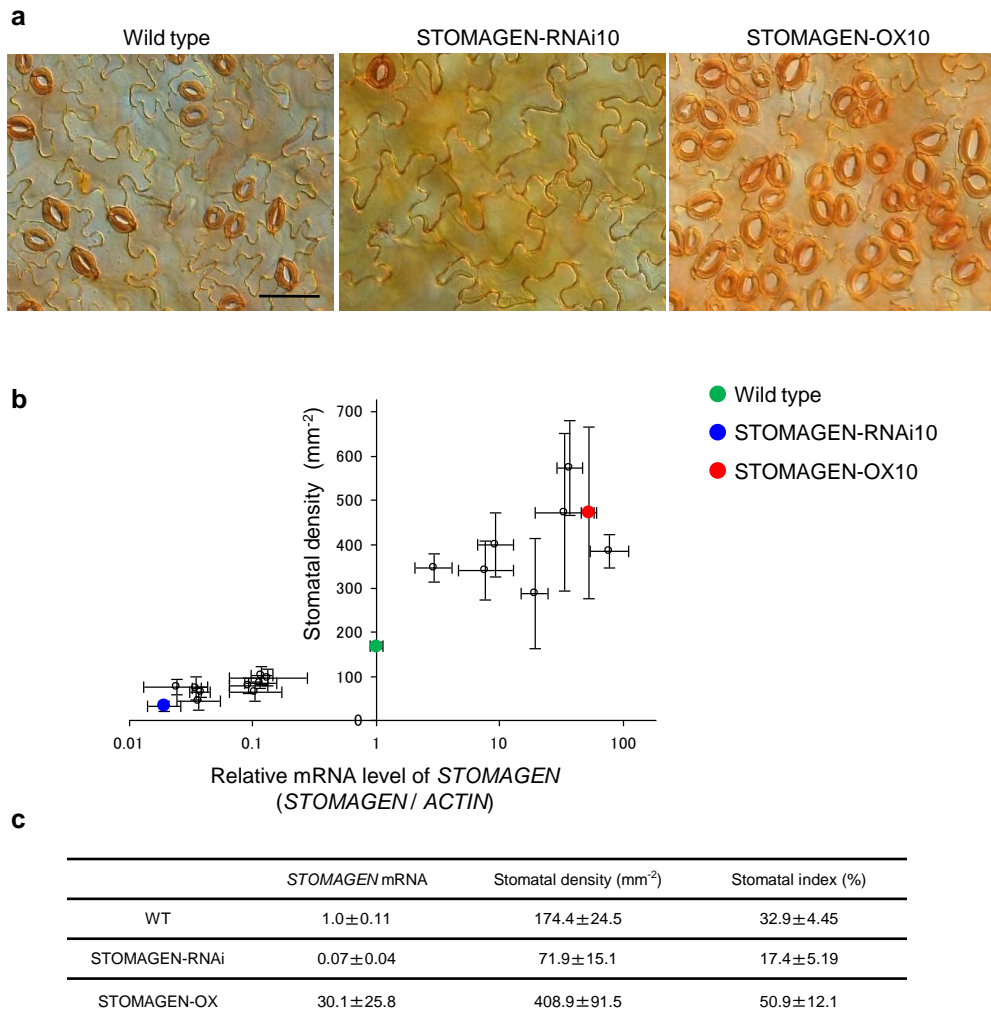 a
Wild type STOMAGEN-RNAi10 STOMAGEN-OX10
b
Stomatal density (mm-2)
700
600
500
400
300
200
100
0
0.01 0.1 1 10 100
Relative mRNA level of STOMAGEN
(STOMAGEN / ACTIN)
Wild type
STOMAGEN-RNAi10
STOMAGEN-OX10
c
STOMAGEN mRNA Stomatal density (mm-2) Stomatal index (%)
WT 1.0±0.11 174.4±24.5 32.9±4.45
STOMAGEN-RNAi 0.07±0.04 71.9±15.1 17.4±5.19
STOMAGEN-OX 30.1±25.8 408.9±91.5 50.9±12.1